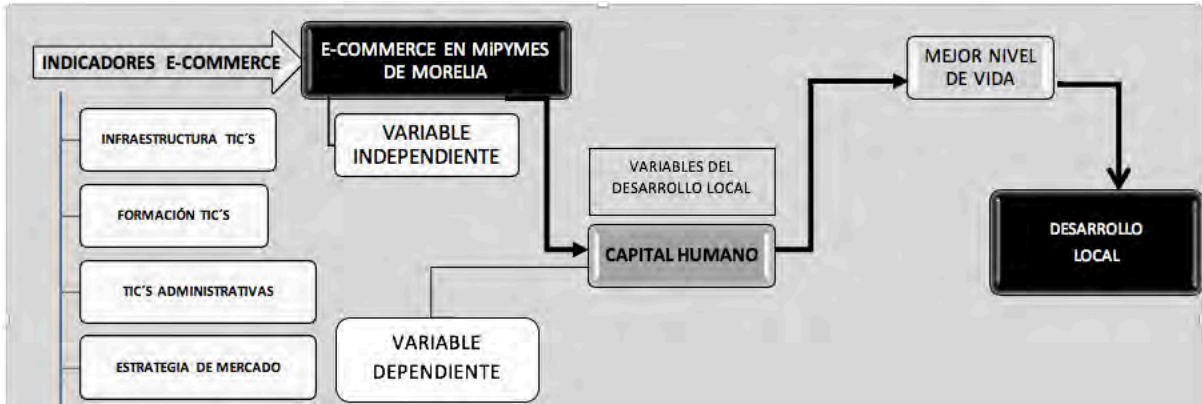 INDICADORES E-COMMERCE
E-COMMERCE EN MiPYMES
DE MORELIA
MEJOR NIVEL
DE VIDA
INFRAESTRUCTURA TIC´S
VARIABLE
INDEPENDIENTE
VARIABLES DEL
DESARROLLO LOCAL
FORMACIÓN TIC´S
CAPITAL HUMANO
DESARROLLO
LOCAL
TIC´S ADMINISTRATIVAS
VARIABLE
DEPENDIENTE
ESTRATEGIA DE MERCADO